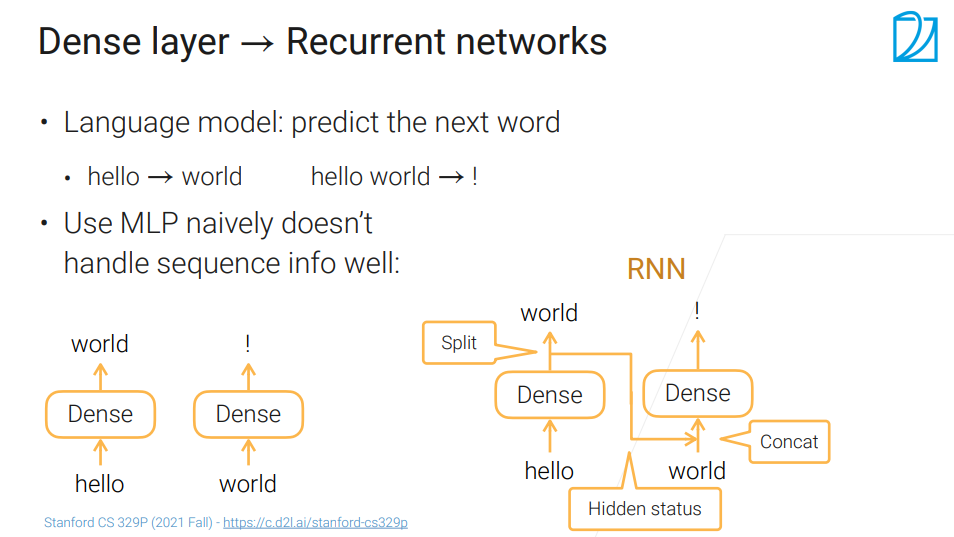 Dense layer → Recurrent networks
• Language model: predict the next word
• hello → world hello world → !
• Use MLP naively doesn’t
handle sequence info well:
RNN
world
!
Dense
Dense
hello
world
world
!
Split
Dense
Dense
Concat
hello
world
Hidden status
Stanford CS 329P (2021 Fall) - https://c.d2l.ai/stanford-cs329p